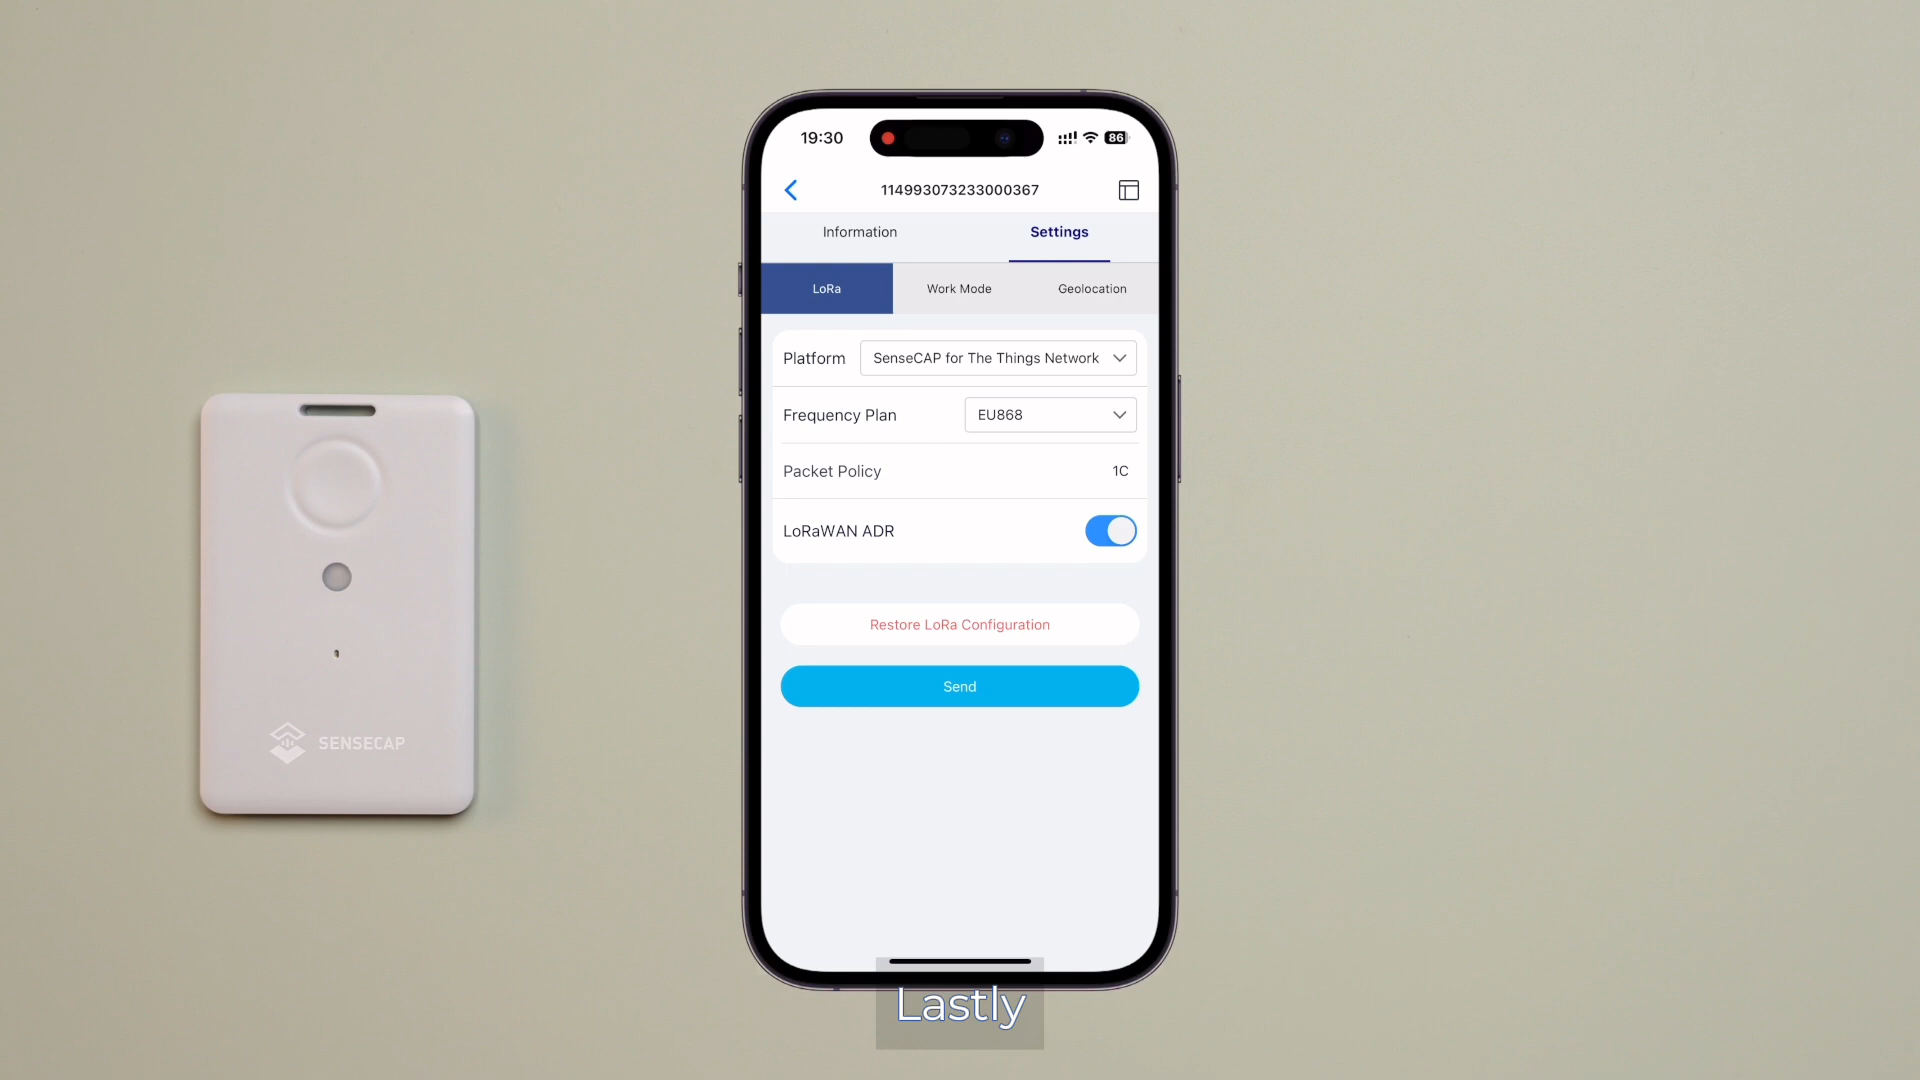 19:30
86
114993073233000367
Information
Settings
LoRa
Work Mode
Geolocation
Platform
SenseCAP for The Things Network
Frequency Plan
EU868
Packet Policy
1C
LoRaWAN ADR
Restore LoRa Configuration
Send
SENSECAP
Lastly